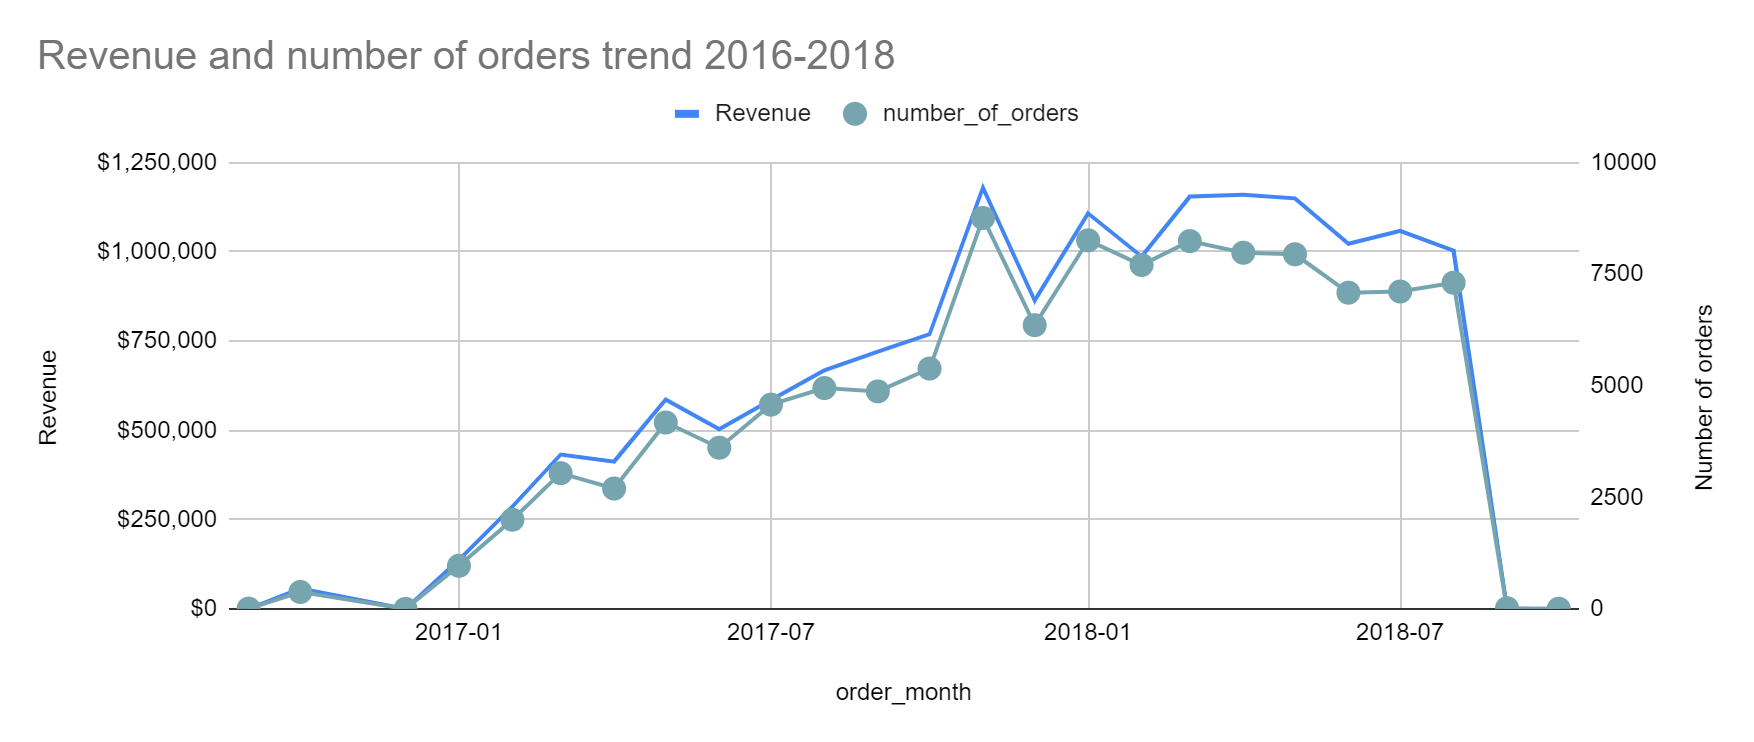 Revenue and number of orders trend 2016-2018
Revenue
number_of_orders
$1,250,000
$1,000,000
$750,000
$500,000
$250,000
$0
Revenue
10000
7500
5000
2500
0
Number of orders
2017-01
2017-07
2018-01
2018-07
order_month